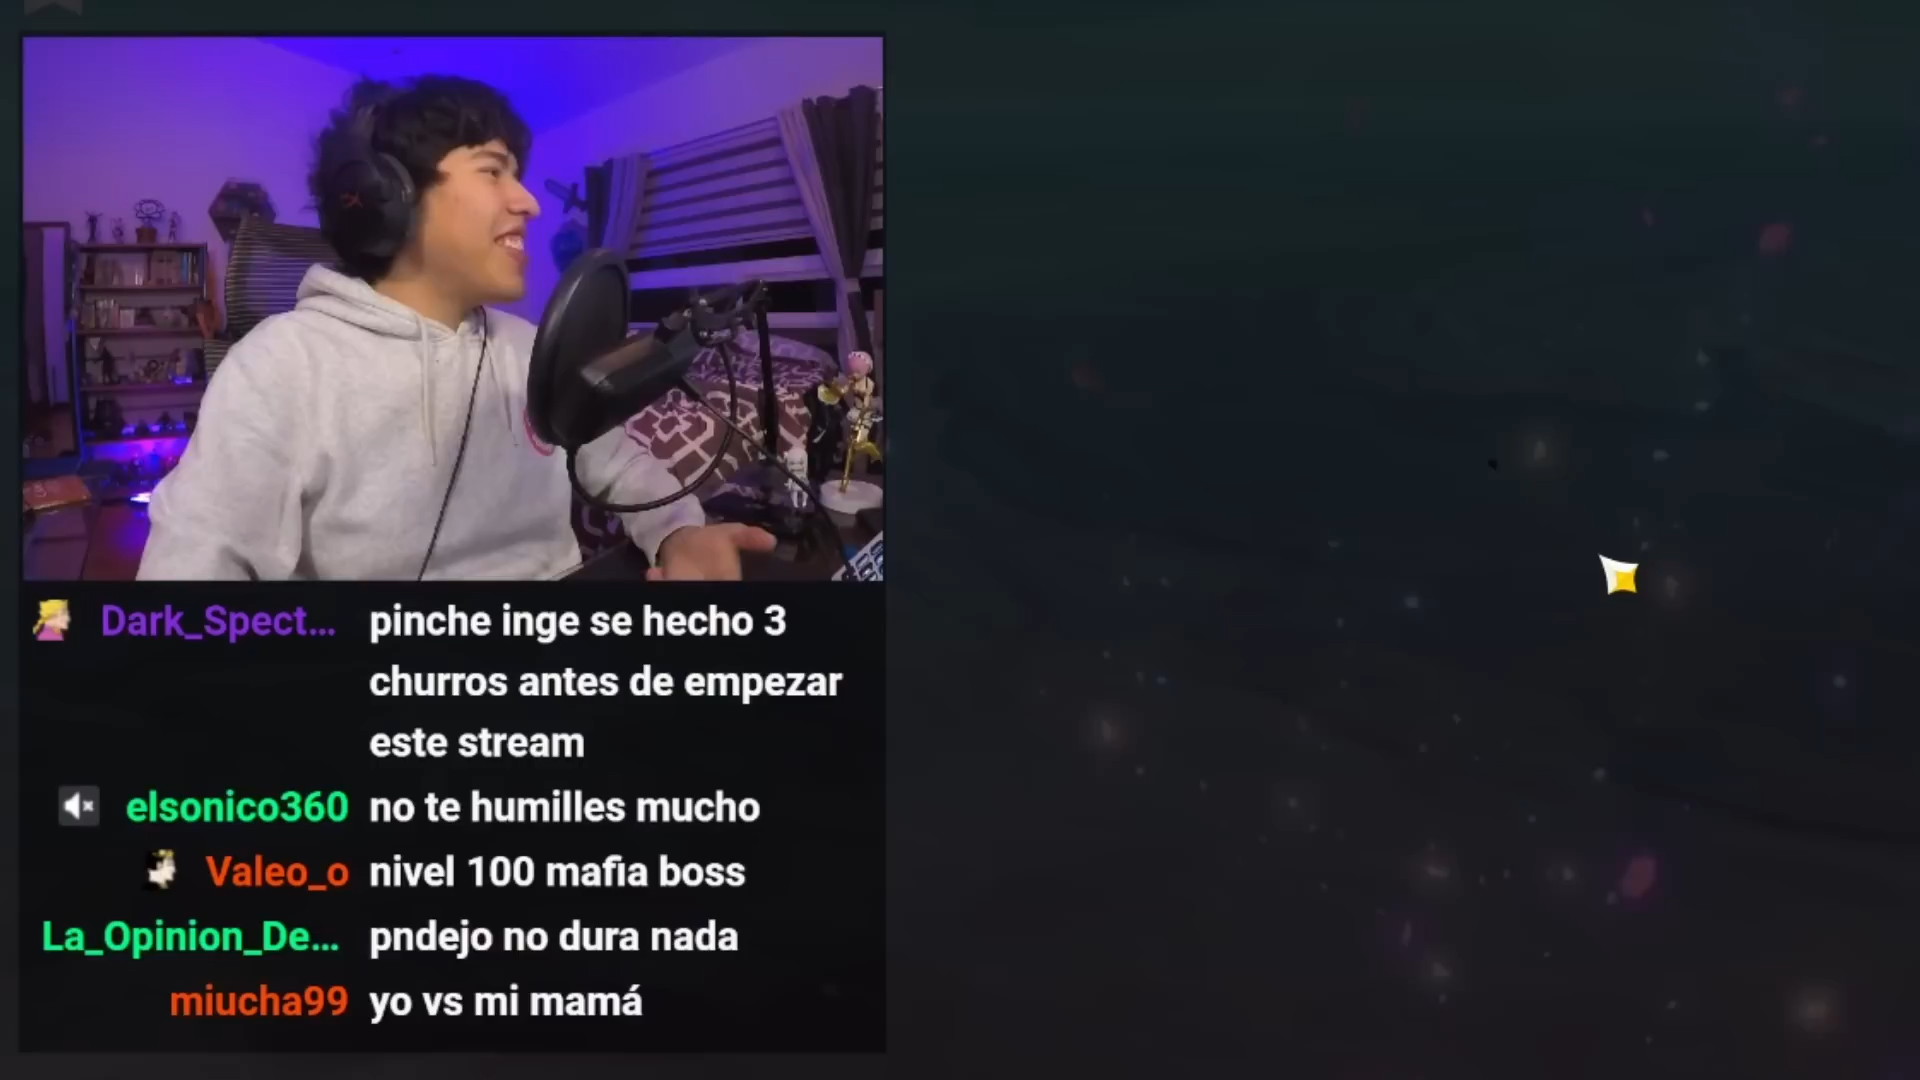 Dark_Spect... pinche inge se hecho 3
churros antes de empezar
este stream
elsonico360 no te humilles mucho
Valeo_o nivel 100 mafia boss
La_Opinion_De... pndejo no dura nada
miucha99 yo vs mi mamá